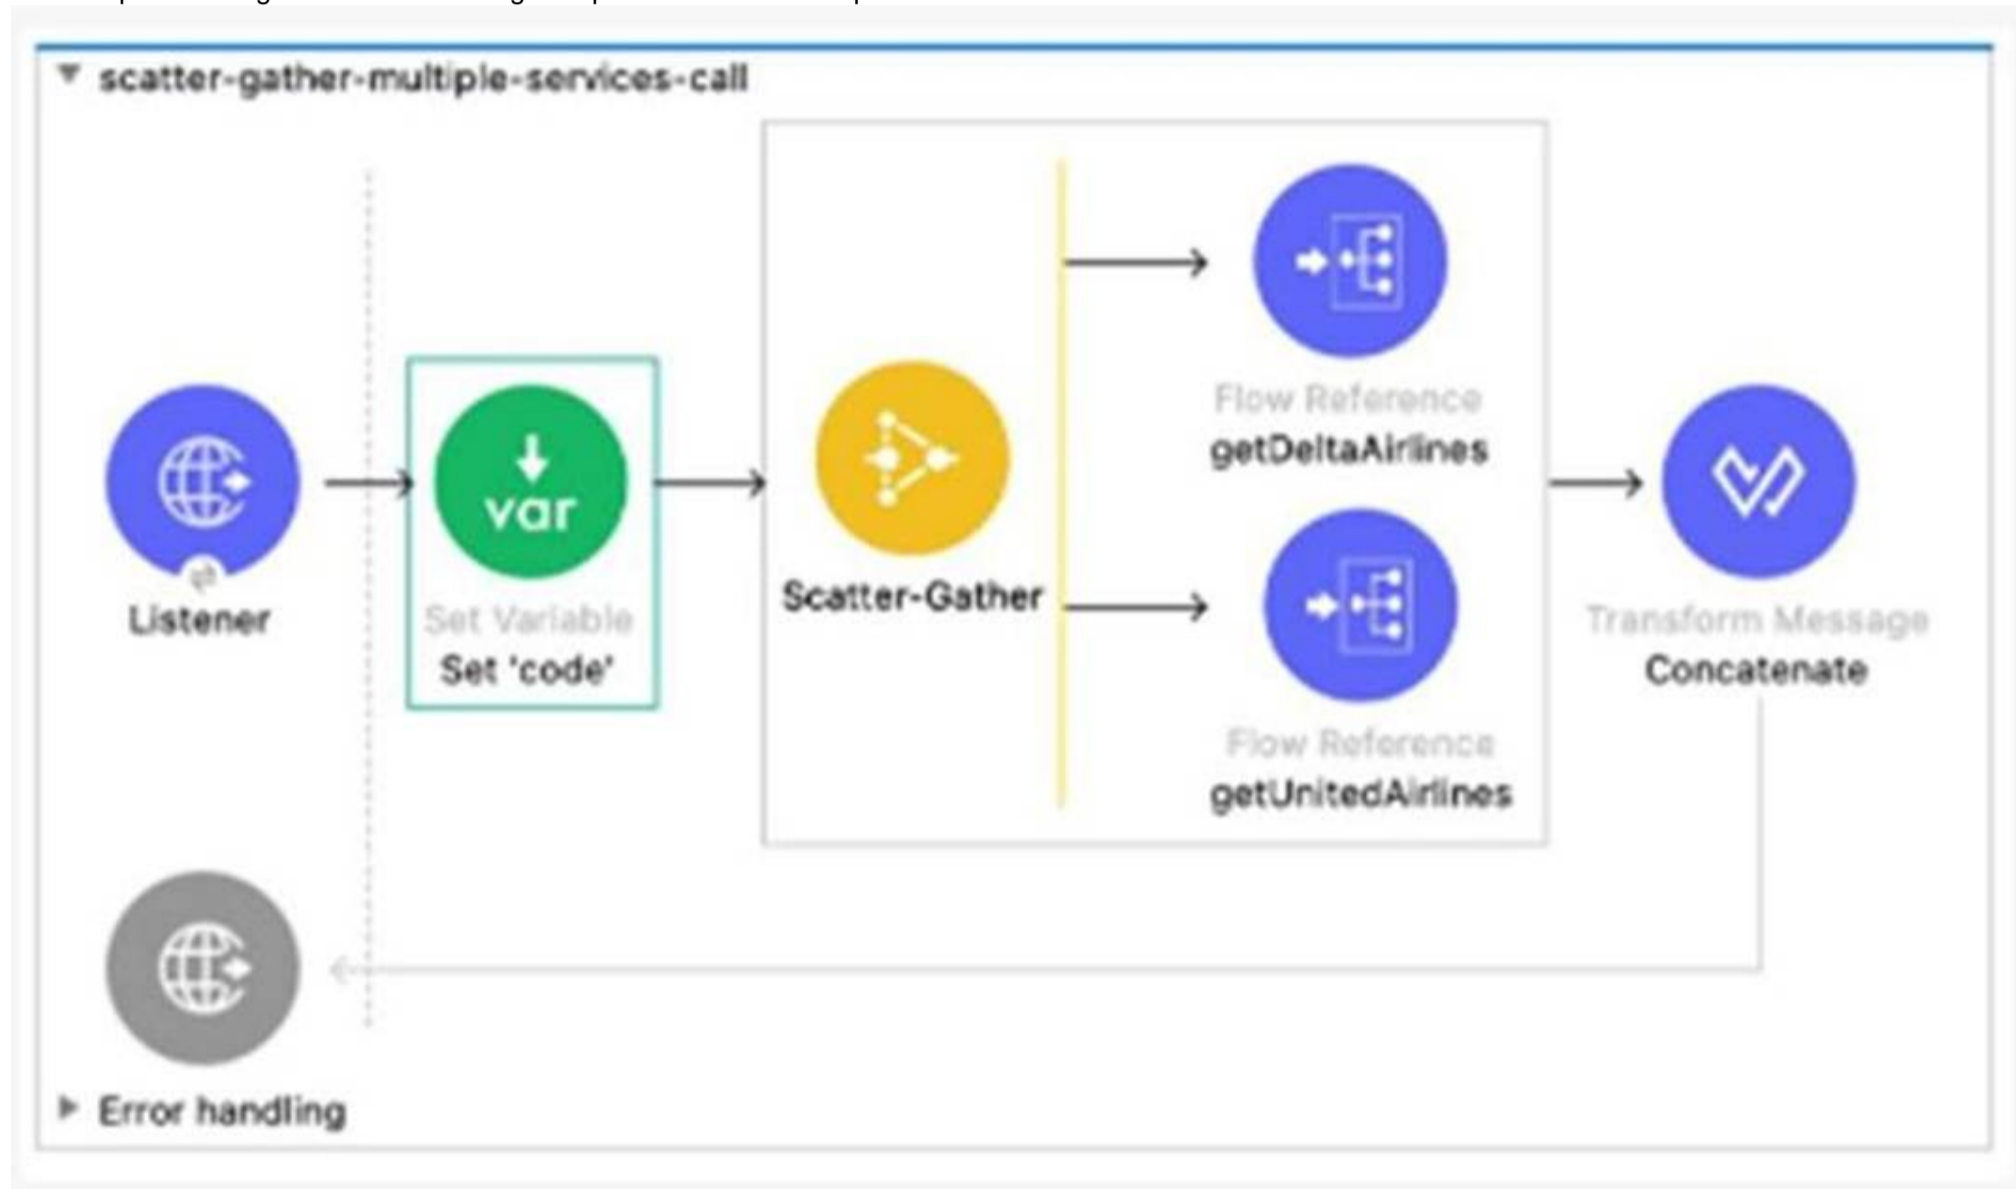 scatter-gather-multiple-services-call
Flow Reference
getDeltaAirlines
Listener
var
Set Variable
Set 'code'
Scatter-Gather
Flow Reference
getUnitedAirlines
Transform Message
Concatenate
Error handling